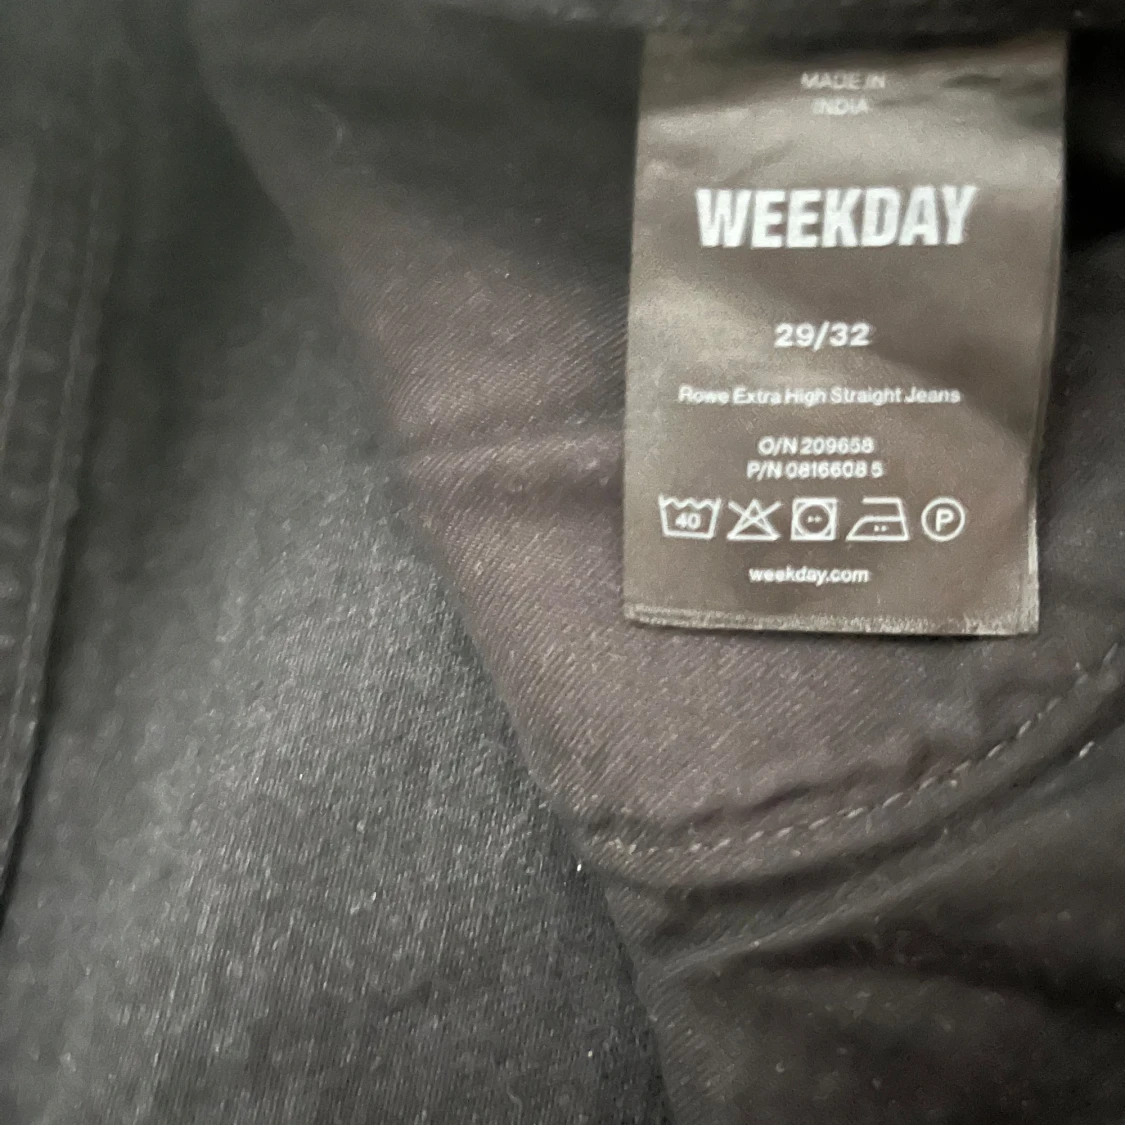 MADE IN
INDIA
WEEKDAY
29/32
Rowe Extra High Straight Jeans
O/N 209658
P/N 0816608 5
40 P
weekday.com